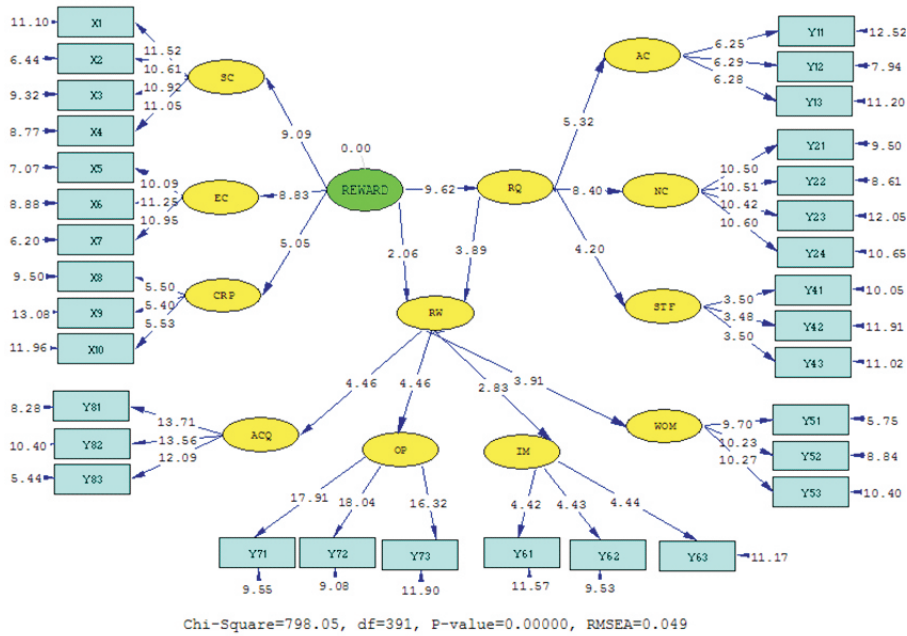 11.10 X1
6.44 X2
9.32 X3
8.77 X4
7.07 X5
8.88 X6
6.20 X7
9.50 X8
13.08 X9
11.96 X10
11.52
10.61
10.92
11.05
SC
10.09
11.25
10.95
EC
5.50
5.40
5.53
CRP
9.09
8.83
5.05
0.00
REWARD
9.62
2.06
RQ
3.89
RW
5.32
8.40
4.20
AC
6.25
6.29
6.28
Y11 12.52
Y12 7.94
Y13 11.20
NC
10.50
10.51
10.42
10.60
Y21 9.50
Y22 8.61
Y23 12.05
Y24 10.65
STF
3.50
3.48
3.50
Y41 10.05
Y42 11.91
Y43 11.02
4.46
4.46
2.83
3.91
8.28 Y81
10.40 Y82
5.44 Y83
13.71
13.56
12.09
ACQ
OP
IM
WOM
9.70
10.23
10.27
Y51 5.75
Y52 8.84
Y53 10.40
17.91
18.04
16.32
4.42
4.43
4.44
Y71
Y72
Y73
Y61
Y62
Y63 11.17
9.55
9.08
11.90
11.57
9.53
Chi-Square=798.05, df=391, P-value=0.00000, RMSEA=0.049